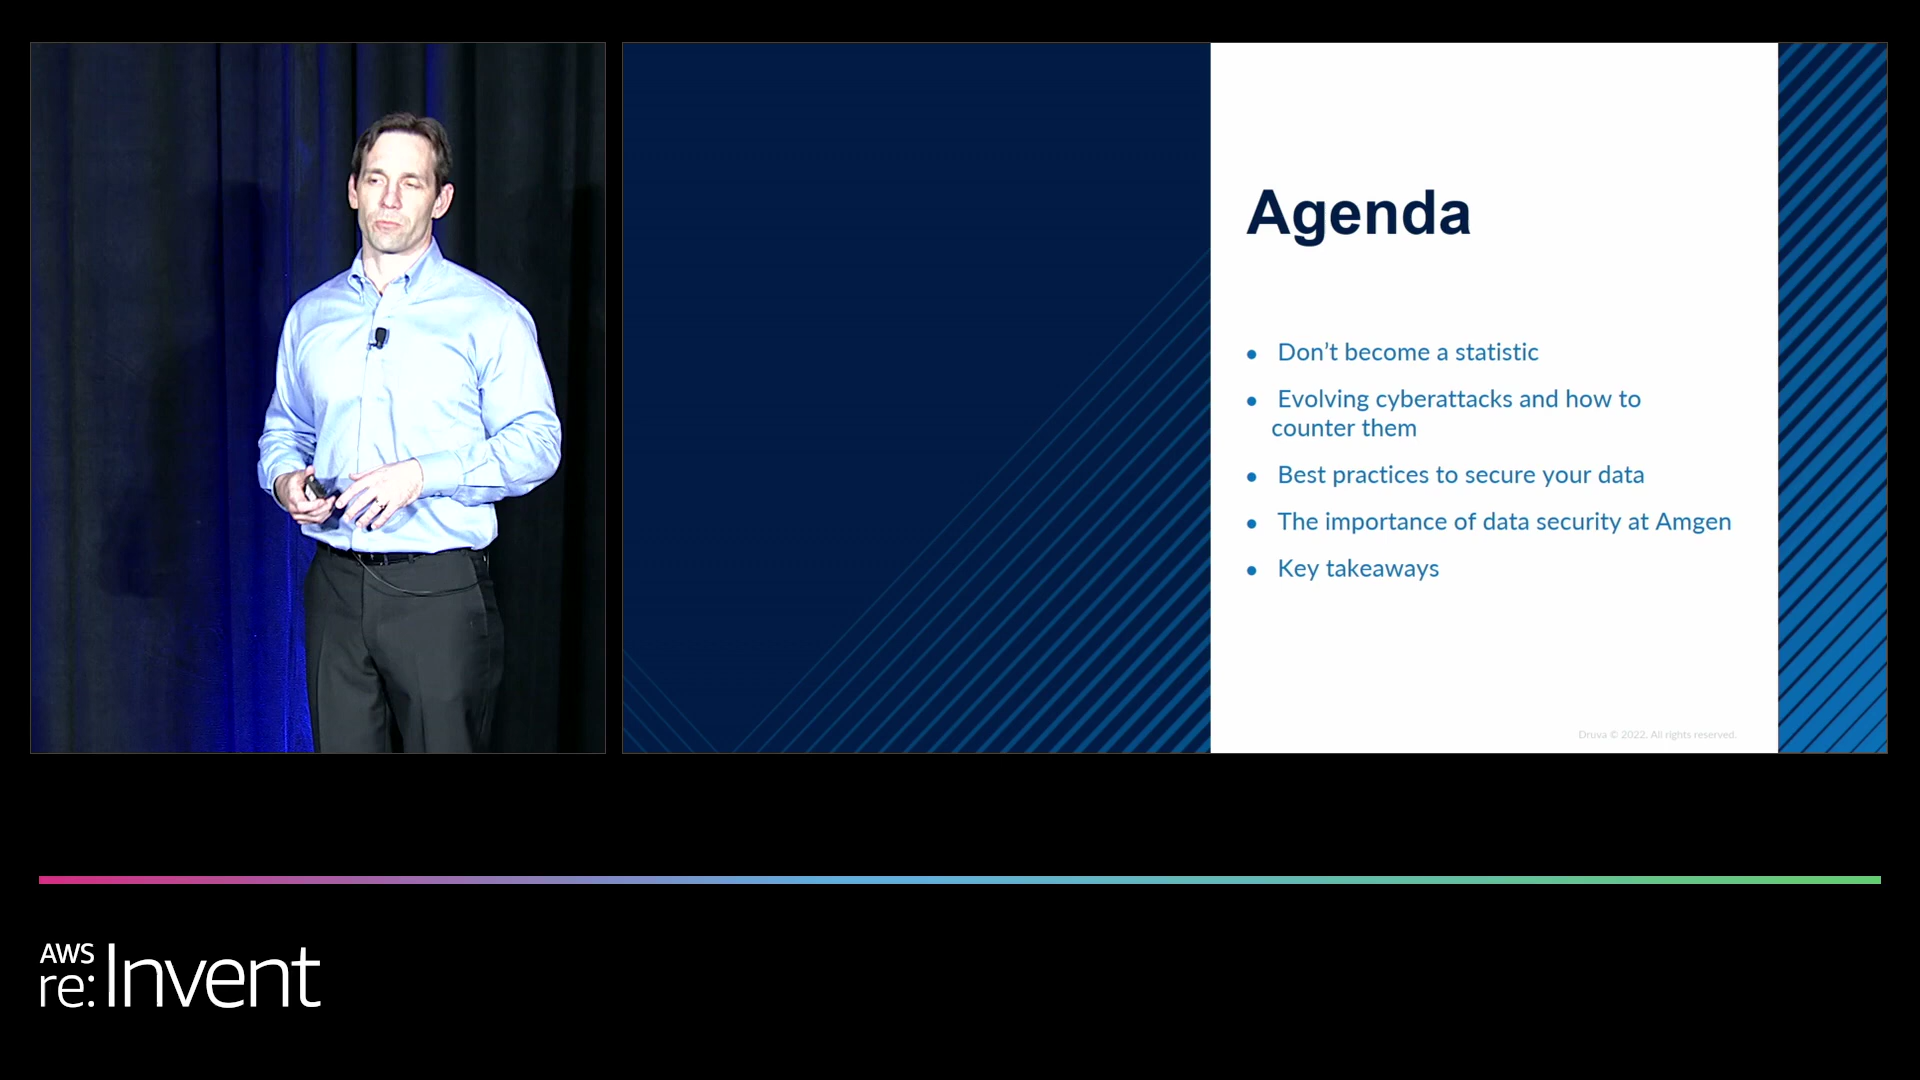 Agenda
• Don’t become a statistic
• Evolving cyberattacks and how to
counter them
• Best practices to secure your data
• The importance of data security at Amgen
• Key takeaways
Druva © 2022. All rights reserved.
AWS
re:Invent